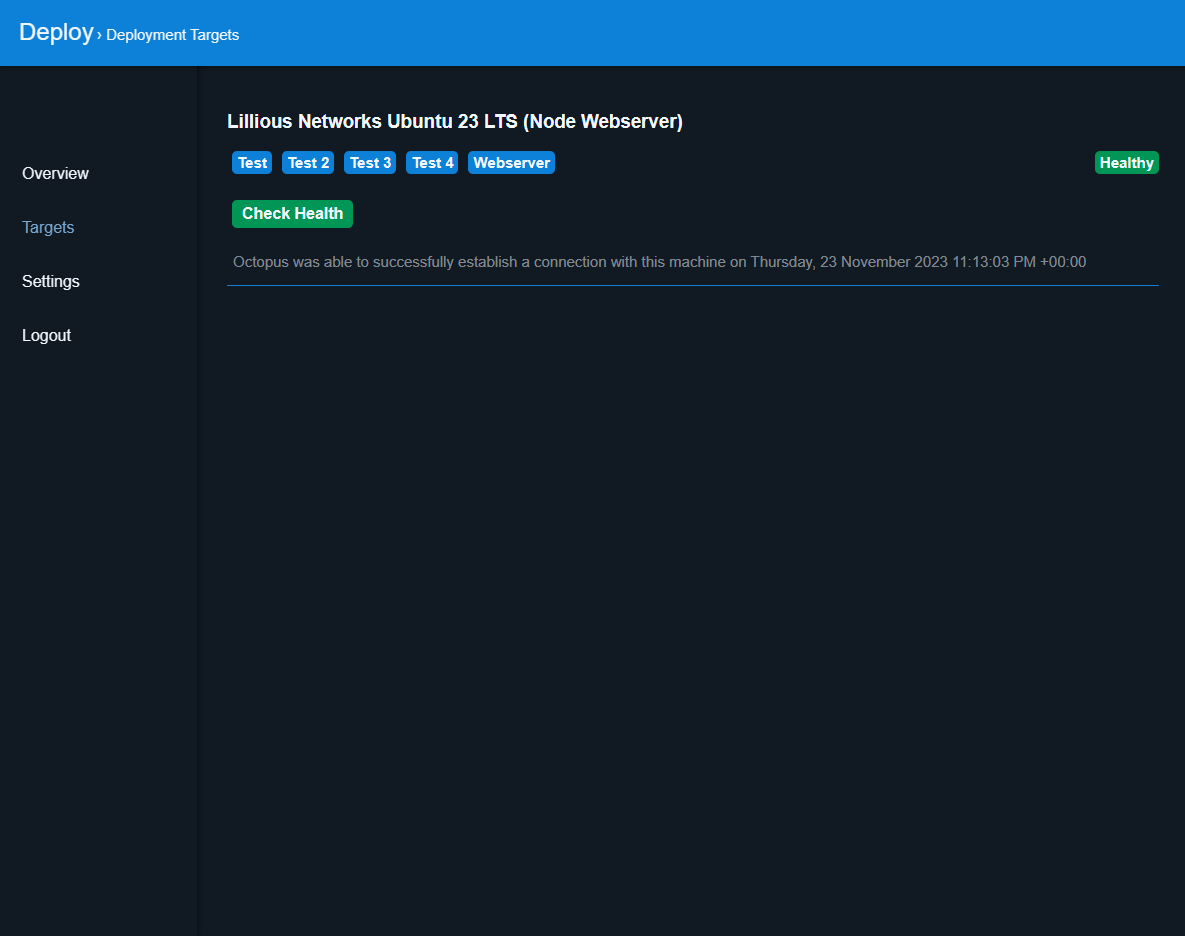 Deploy › Deployment Targets
Lillious Networks Ubuntu 23 LTS (Node Webserver)
Test Test 2 Test 3 Test 4 Webserver Healthy
Check Health
Octopus was able to successfully establish a connection with this machine on Thursday, 23 November 2023 11:13:03 PM +00:00
Overview
Targets
Settings
Logout